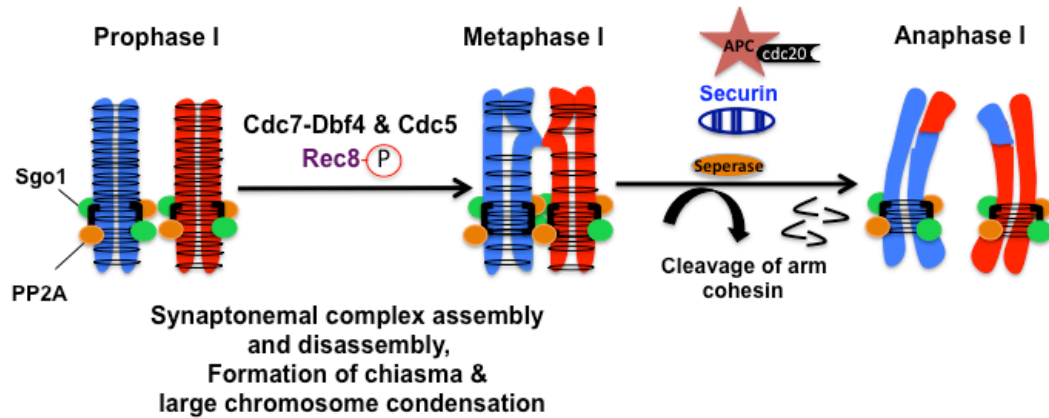 Prophase I
Metaphase I
Anaphase I
APC
cdc20
Securin
Cdc7-Dbf4 & Cdc5
Rec8-P
Seperase
Sgo1
PP2A
Cleavage of arm
cohesin
Synaptonemal complex assembly
and disassembly,
Formation of chiasma &
large chromosome condensation